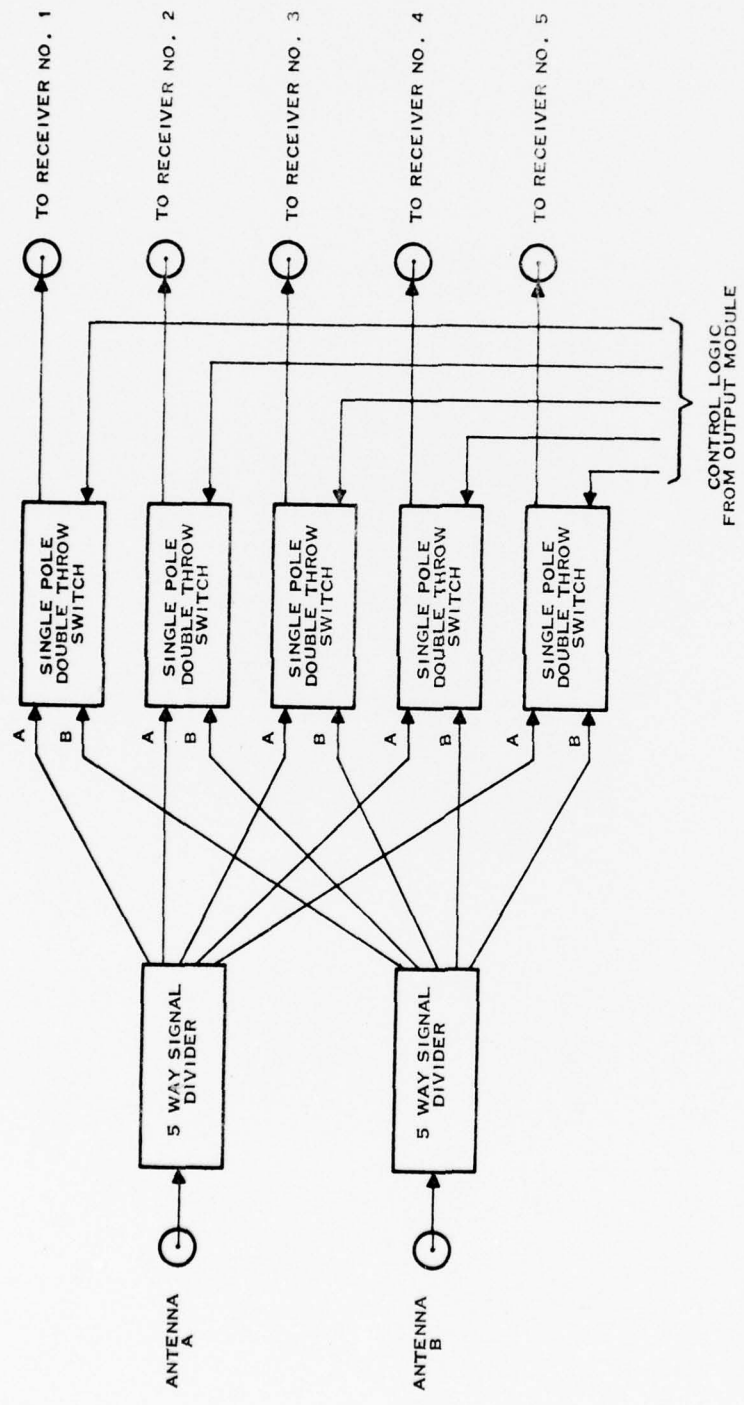 ANTENNA
A
ANTENNA
B
5 WAY SIGNAL
DIVIDER
5 WAY SIGNAL
DIVIDER
A
B
A
B
A
B
A
B
A
B
SINGLE POLE
DOUBLE THROW
SWITCH
SINGLE POLE
DOUBLE THROW
SWITCH
SINGLE POLE
DOUBLE THROW
SWITCH
SINGLE POLE
DOUBLE THROW
SWITCH
SINGLE POLE
DOUBLE THROW
SWITCH
TO RECEIVER NO. 1
TO RECEIVER NO. 2
TO RECEIVER NO. 3
TO RECEIVER NO. 4
TO RECEIVER NO. 5
CONTROL LOGIC
FROM OUTPUT MODULE